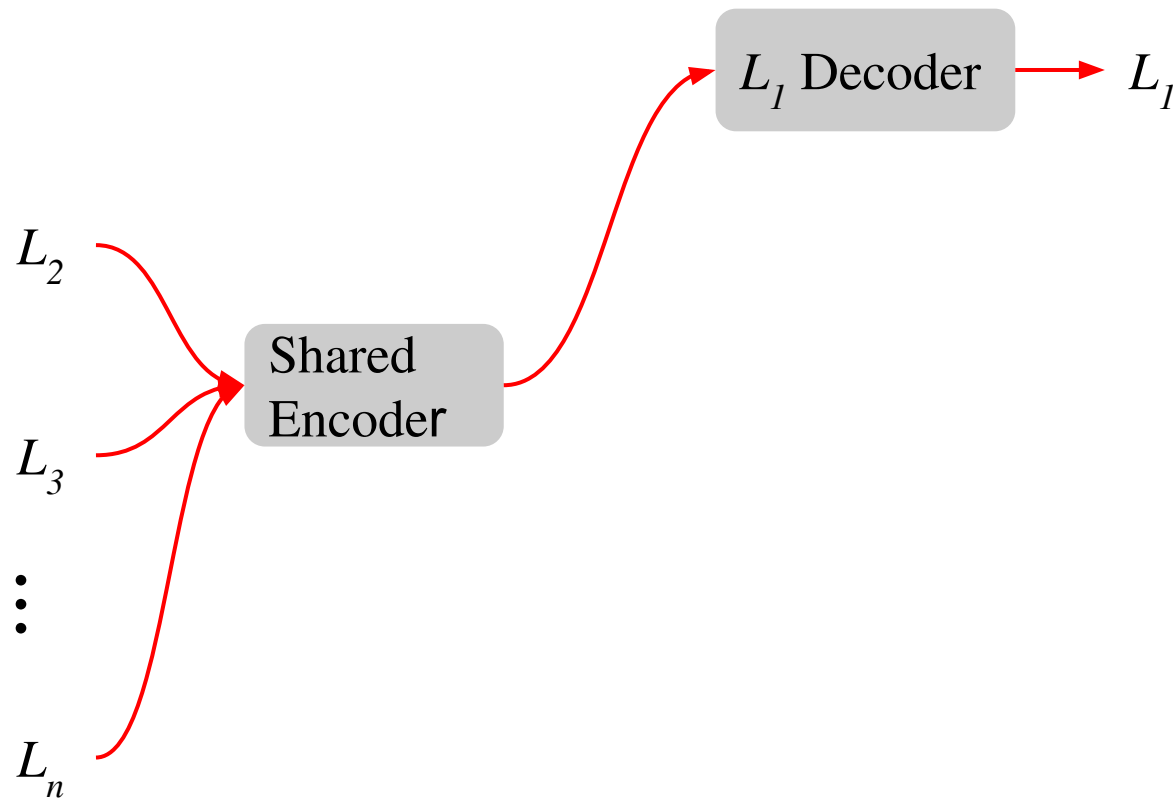 L₁ Decoder
L₁
L₂
Shared
Encoder
L₃
⋮
Lₙ